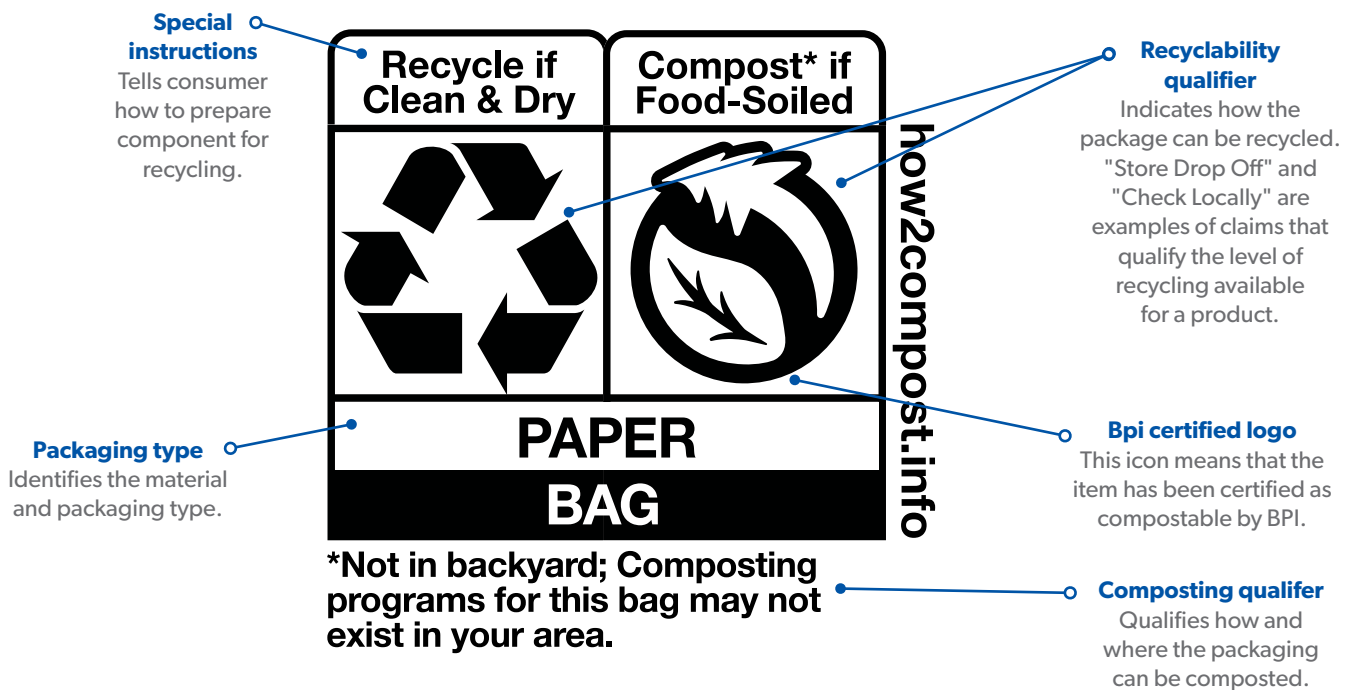 Special
instructions
Tells consumer
how to prepare
component for
recycling.
Packaging type
Identifies the material
and packaging type.
Recycle if
Clean & Dry
Compost* if
Food-Soiled
PAPER
BAG
how2compost.info
*Not in backyard; Composting
programs for this bag may not
exist in your area.
Recyclability
qualifier
Indicates how the
package can be recycled.
"Store Drop Off" and
"Check Locally" are
examples of claims that
qualify the level of
recycling available
for a product.
Bpi certified logo
This icon means that the
item has been certified as
compostable by BPI.
Composting qualifer
Qualifies how and
where the packaging
can be composted.